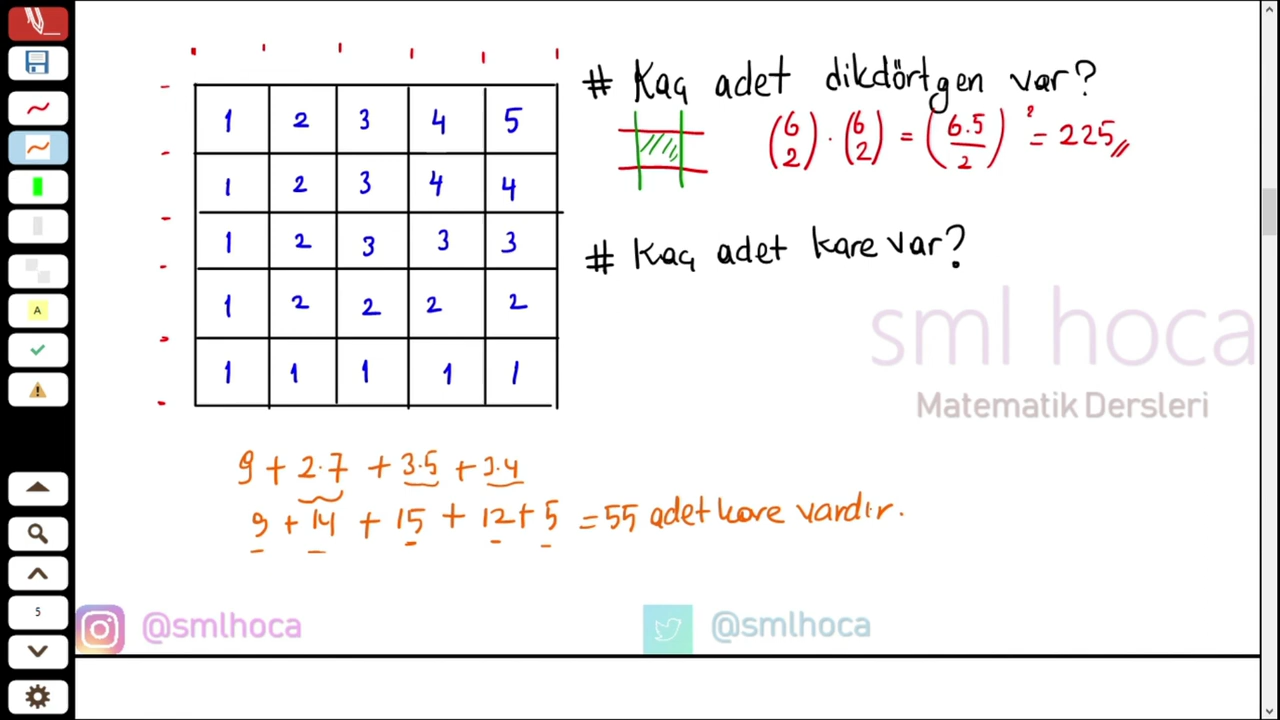 # Kaç adet dikdörtgen var?
(6 2) · (6 2) = (6.5/2)² = 225
1 2 3 4 5
1 2 3 4 4
1 2 3 3 3
1 2 2 2 2
1 1 1 1 1
# Kaç adet kare var?
sml hoca
Matematik Dersleri
9 + 2·7 + 3·5 + 3.4
9 + 14 + 15 + 12 + 5 = 55 adet kare vardır.
@smlhoca
@smlhoca
A
5